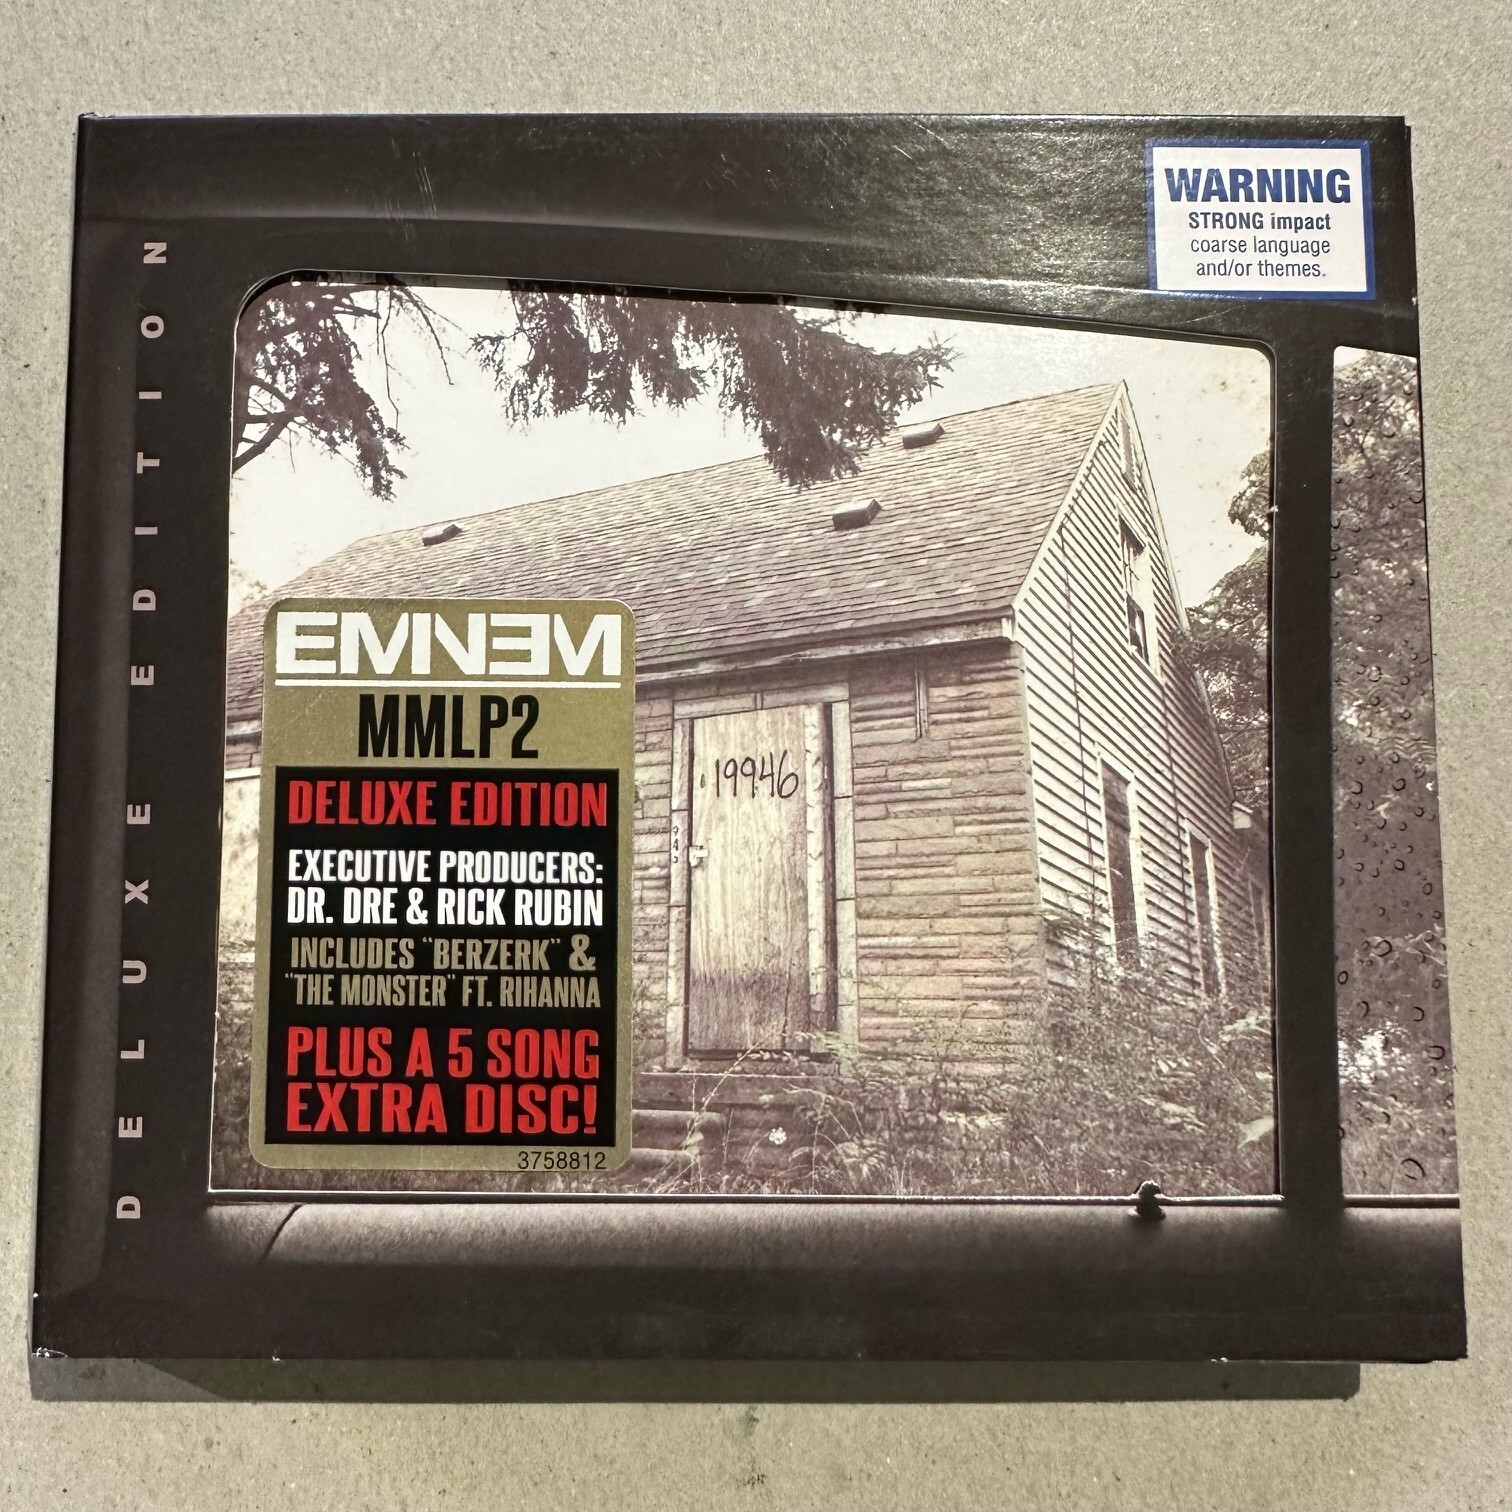 WARNING
STRONG impact
coarse language
and/or themes.
DELUXE EDITION
19946
EMINEM
MMLP2
DELUXE EDITION
EXECUTIVE PRODUCERS:
DR. DRE & RICK RUBIN
INCLUDES “BERZERK” &
“THE MONSTER” FT. RIHANNA
PLUS A 5 SONG
EXTRA DISC!
3758812